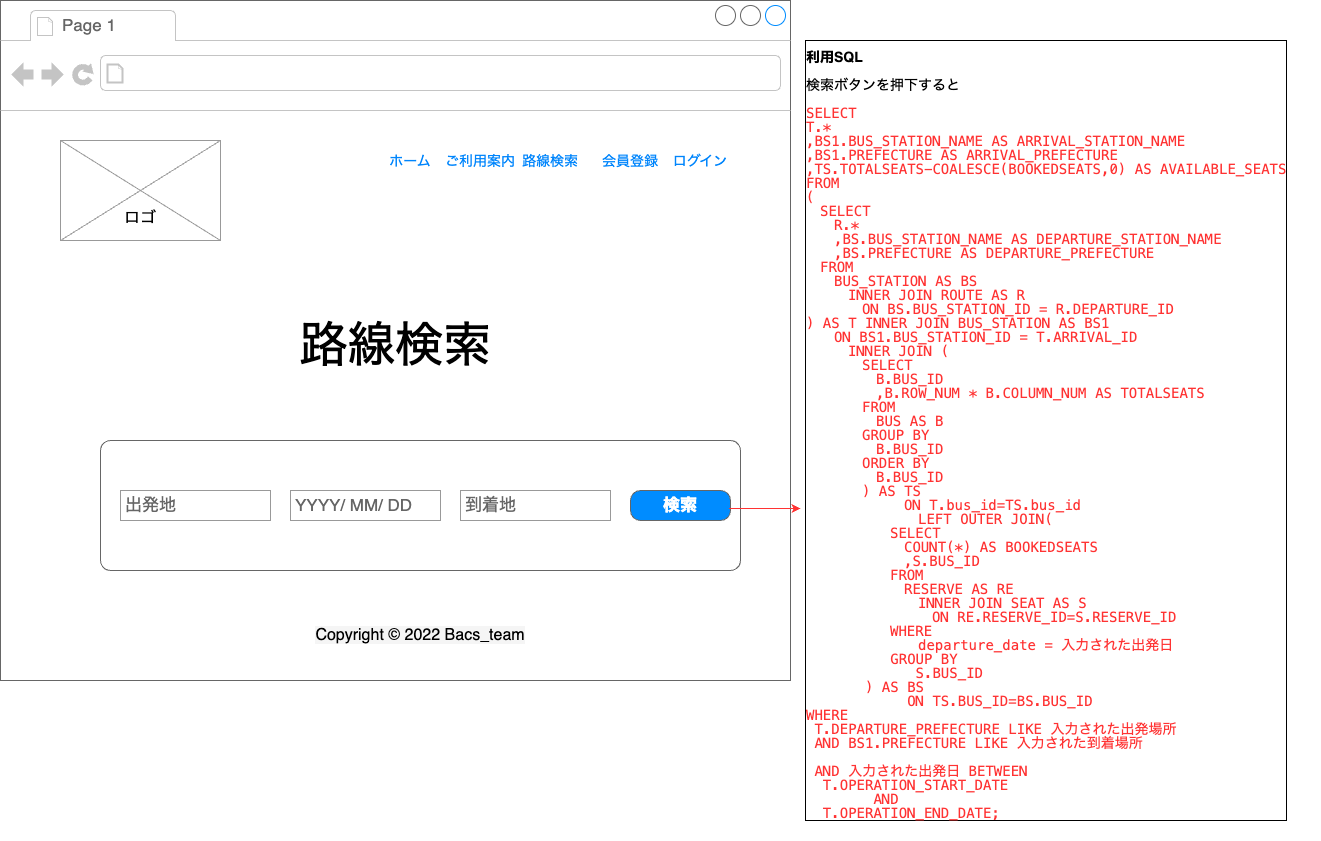 Page 1
ホーム ご利用案内 路線検索 会員登録 ログイン
ロゴ
路線検索
出発地 YYYY/ MM/ DD 到着地 検索
Copyright © 2022 Bacs_team
利用SQL
検索ボタンを押下すると
SELECT
T.*
,BS1.BUS_STATION_NAME AS ARRIVAL_STATION_NAME
,BS1.PREFECTURE AS ARRIVAL_PREFECTURE
,TS.TOTALSEATS-COALESCE(BOOKEDSEATS,0) AS AVAILABLE_SEATS
FROM
(
SELECT
R.*
,BS.BUS_STATION_NAME AS DEPARTURE_STATION_NAME
,BS.PREFECTURE AS DEPARTURE_PREFECTURE
FROM
BUS_STATION AS BS
INNER JOIN ROUTE AS R
ON BS.BUS_STATION_ID = R.DEPARTURE_ID
) AS T INNER JOIN BUS_STATION AS BS1
ON BS1.BUS_STATION_ID = T.ARRIVAL_ID
INNER JOIN (
SELECT
B.BUS_ID
,B.ROW_NUM * B.COLUMN_NUM AS TOTALSEATS
FROM
BUS AS B
GROUP BY
B.BUS_ID
ORDER BY
B.BUS_ID
) AS TS
ON T.bus_id=TS.bus_id
LEFT OUTER JOIN(
SELECT
COUNT(*) AS BOOKEDSEATS
,S.BUS_ID
FROM
RESERVE AS RE
INNER JOIN SEAT AS S
ON RE.RESERVE_ID=S.RESERVE_ID
WHERE
departure_date = 入力された出発日
GROUP BY
S.BUS_ID
) AS BS
ON TS.BUS_ID=BS.BUS_ID
WHERE
T.DEPARTURE_PREFECTURE LIKE 入力された出発場所
AND BS1.PREFECTURE LIKE 入力された到着場所
AND 入力された出発日 BETWEEN
T.OPERATION_START_DATE
AND
T.OPERATION_END_DATE;